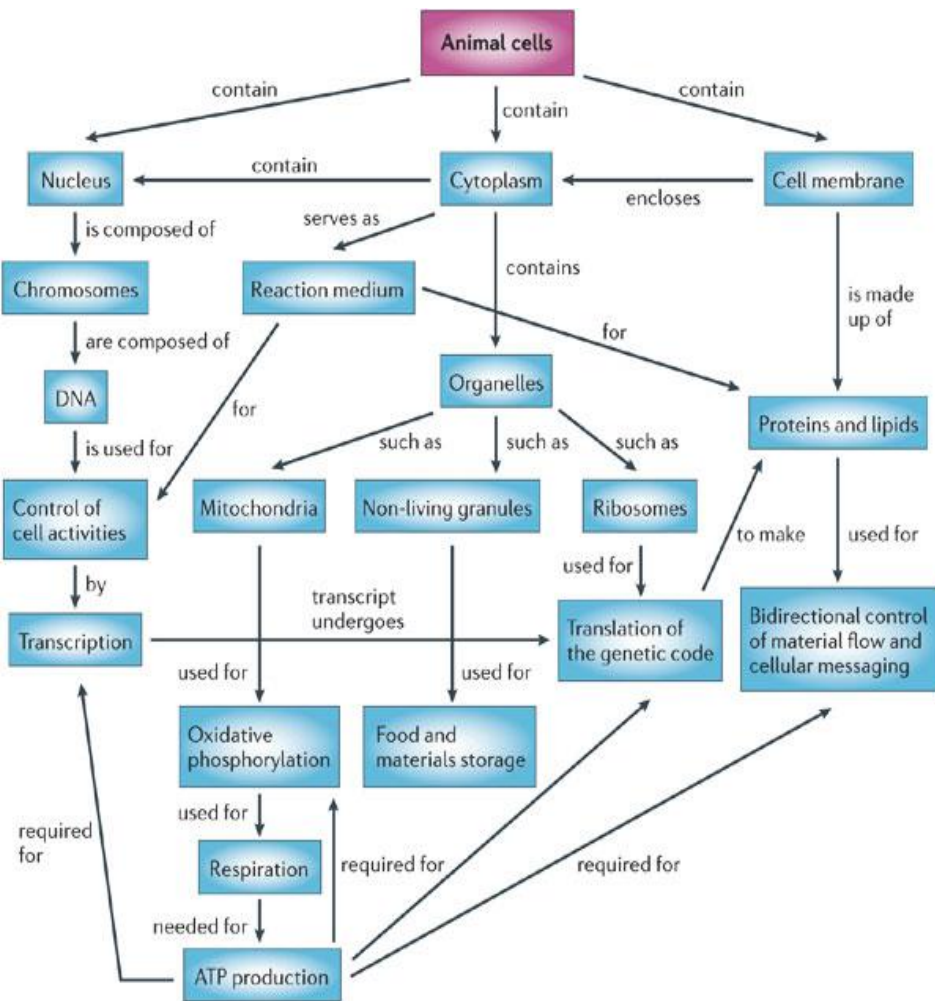 Animal cells
contain
contain
contain
Nucleus
contain
Cytoplasm
encloses
Cell membrane
is composed of
serves as
contains
is made
up of
Chromosomes
Reaction medium
for
are composed of
for
DNA
Organelles
Proteins and lipids
is used for
such as
such as
such as
Control of
cell activities
Mitochondria
Non-living granules
Ribosomes
to make
used for
by
used for
transcript
undergoes
Transcription
Translation of
the genetic code
Bidirectional control
of material flow and
cellular messaging
used for
used for
Oxidative
phosphorylation
Food and
materials storage
used for
required
for
Respiration
required for
required for
needed for
ATP production